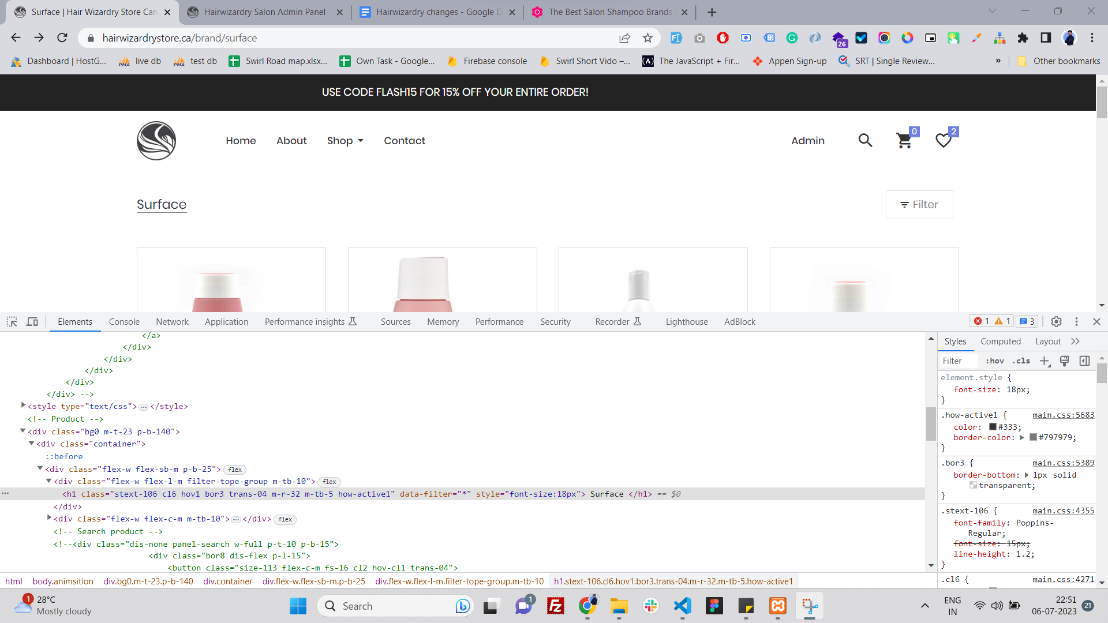 Surface | Hair Wizardry Store Can
Hairwizardry Salon Admin Panel
Hairwizardry changes - Google D
The Best Salon Shampoo Brands
hairwizardrystore.ca/brand/surface
26
Dashboard | HostG...
live db
test db
Swirl Road map.xlsx...
Own Task - Google...
Firebase console
Swirl Short Vido –...
The JavaScript + Fir...
Appen Sign-up
SRT | Single Review...
»
Other bookmarks
USE CODE FLASH15 FOR 15% OFF YOUR ENTIRE ORDER!
Home
About
Shop
Contact
Admin
0
2
Surface
Filter
Elements
Console
Network
Application
Performance insights
Sources
Memory
Performance
Security
Recorder
Lighthouse
AdBlock
1
1
3
</a>
</div>
</div>
</div>
</div>
</div> -->
<style type="text/css">…</style>
<!-- Product -->
<div class="bg0 m-t-23 p-b-140">
<div class="container">
::before
<div class="flex-w flex-sb-m p-b-25"> flex
<div class="flex-w flex-l-m filter-tope-group m-tb-10"> flex
<h1 class="stext-106 cl6 hov1 bor3 trans-04 m-r-32 m-tb-5 how-active1" data-filter="*" style="font-size:18px"> Surface </h1> == $0
</div>
<div class="flex-w flex-c-m m-tb-10">…</div> flex
<!-- Search product -->
<!--<div class="dis-none panel-search w-full p-t-10 p-b-15">
<div class="bor8 dis-flex p-l-15">
<button class="size-113 flex-c-m fs-16 cl2 hov-cl1 trans-04">
html
body.animsition
div.bg0.m-t-23.p-b-140
div.container
div.flex-w.flex-sb-m.p-b-25
div.flex-w.flex-l-m.filter-tope-group.m-tb-10
h1.stext-106.cl6.hov1.bor3.trans-04.m-r-32.m-tb-5.how-active1
Styles
Computed
Layout
Filter
:hov
.cls
element.style {
font-size: 18px;
}
.how-active1 {
main.css:5683
color: #333;
border-color: #797979;
}
.bor3 {
main.css:5389
border-bottom: 1px solid
transparent;
}
.stext-106 {
main.css:4355
font-family: Poppins-
Regular;
font-size: 15px;
line-height: 1.2;
}
.cl6 {
main.css:4271
1
28°C
Mostly cloudy
Search
1
ENG
IN
22:51
06-07-2023
21